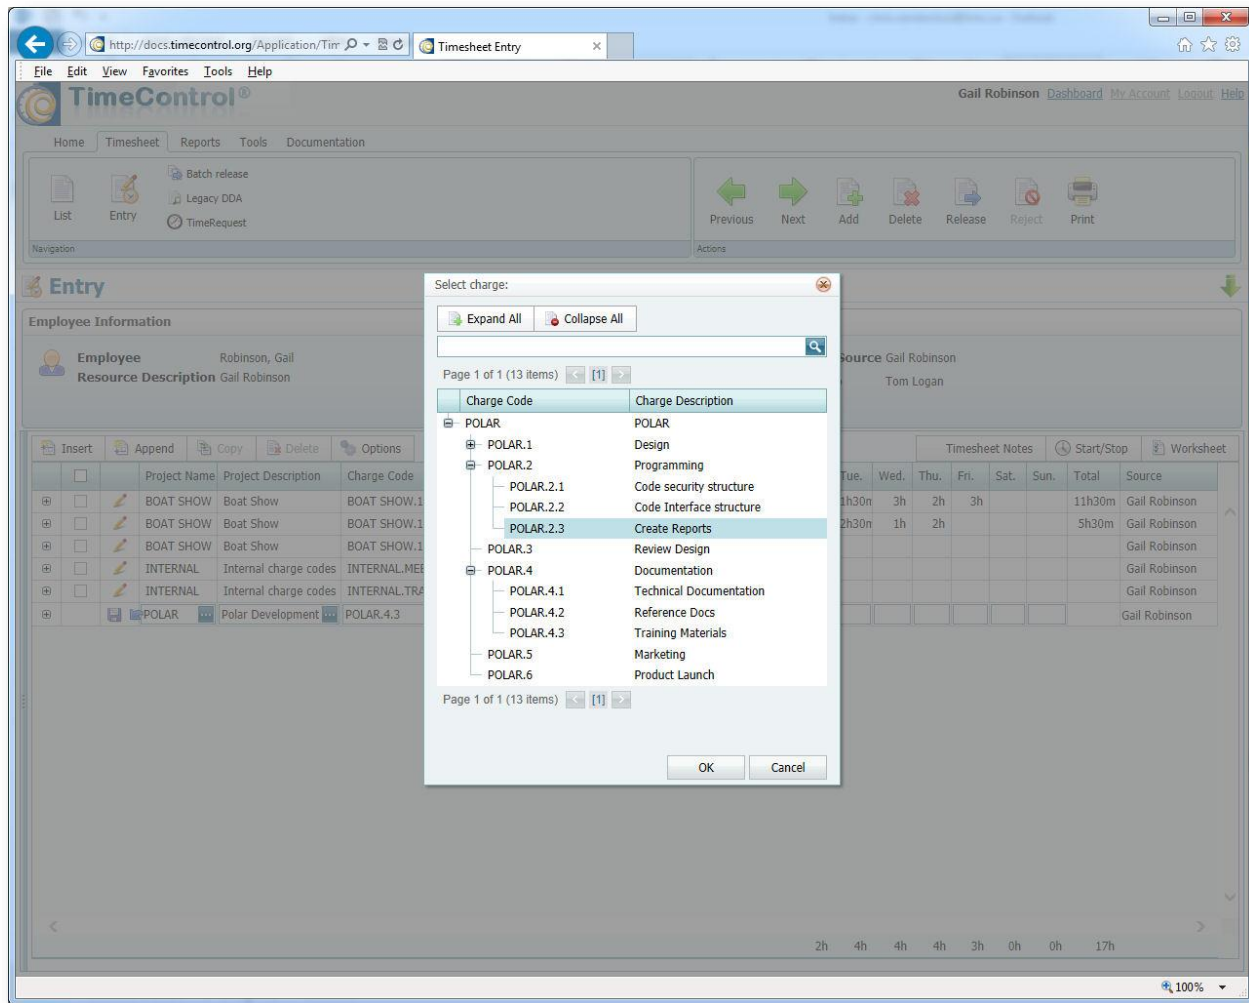 http://docs.timecontrol.org/Application/Tim
Timesheet Entry
File Edit View Favorites Tools Help
TimeControl®
Gail Robinson Dashboard My Account Logout Help
Home Timesheet Reports Tools Documentation
List
Entry
Batch release
Legacy DDA
TimeRequest
Previous Next Add Delete Release Reject Print
Navigation
Actions
Entry
Employee Information
Employee Robinson, Gail
Resource Description Gail Robinson
Source Gail Robinson
Tom Logan
Insert Append Copy Delete Options Timesheet Notes Start/Stop Worksheet
Project Name Project Description Charge Code Tue. Wed. Thu. Fri. Sat. Sun. Total Source
BOAT SHOW Boat Show BOAT SHOW.1 1h30m 3h 2h 3h 11h30m Gail Robinson
BOAT SHOW Boat Show BOAT SHOW.1 2h30m 1h 2h 5h30m Gail Robinson
BOAT SHOW Boat Show BOAT SHOW.1 Gail Robinson
INTERNAL Internal charge codes INTERNAL.MEE Gail Robinson
INTERNAL Internal charge codes INTERNAL.TRA Gail Robinson
POLAR ... Polar Development ... POLAR.4.3 Gail Robinson
Select charge:
Expand All Collapse All
Page 1 of 1 (13 items) < [1] >
Charge Code Charge Description
POLAR POLAR
POLAR.1 Design
POLAR.2 Programming
POLAR.2.1 Code security structure
POLAR.2.2 Code Interface structure
POLAR.2.3 Create Reports
POLAR.3 Review Design
POLAR.4 Documentation
POLAR.4.1 Technical Documentation
POLAR.4.2 Reference Docs
POLAR.4.3 Training Materials
POLAR.5 Marketing
POLAR.6 Product Launch
Page 1 of 1 (13 items) < [1] >
OK Cancel
2h 4h 4h 4h 3h 0h 0h 17h
100%